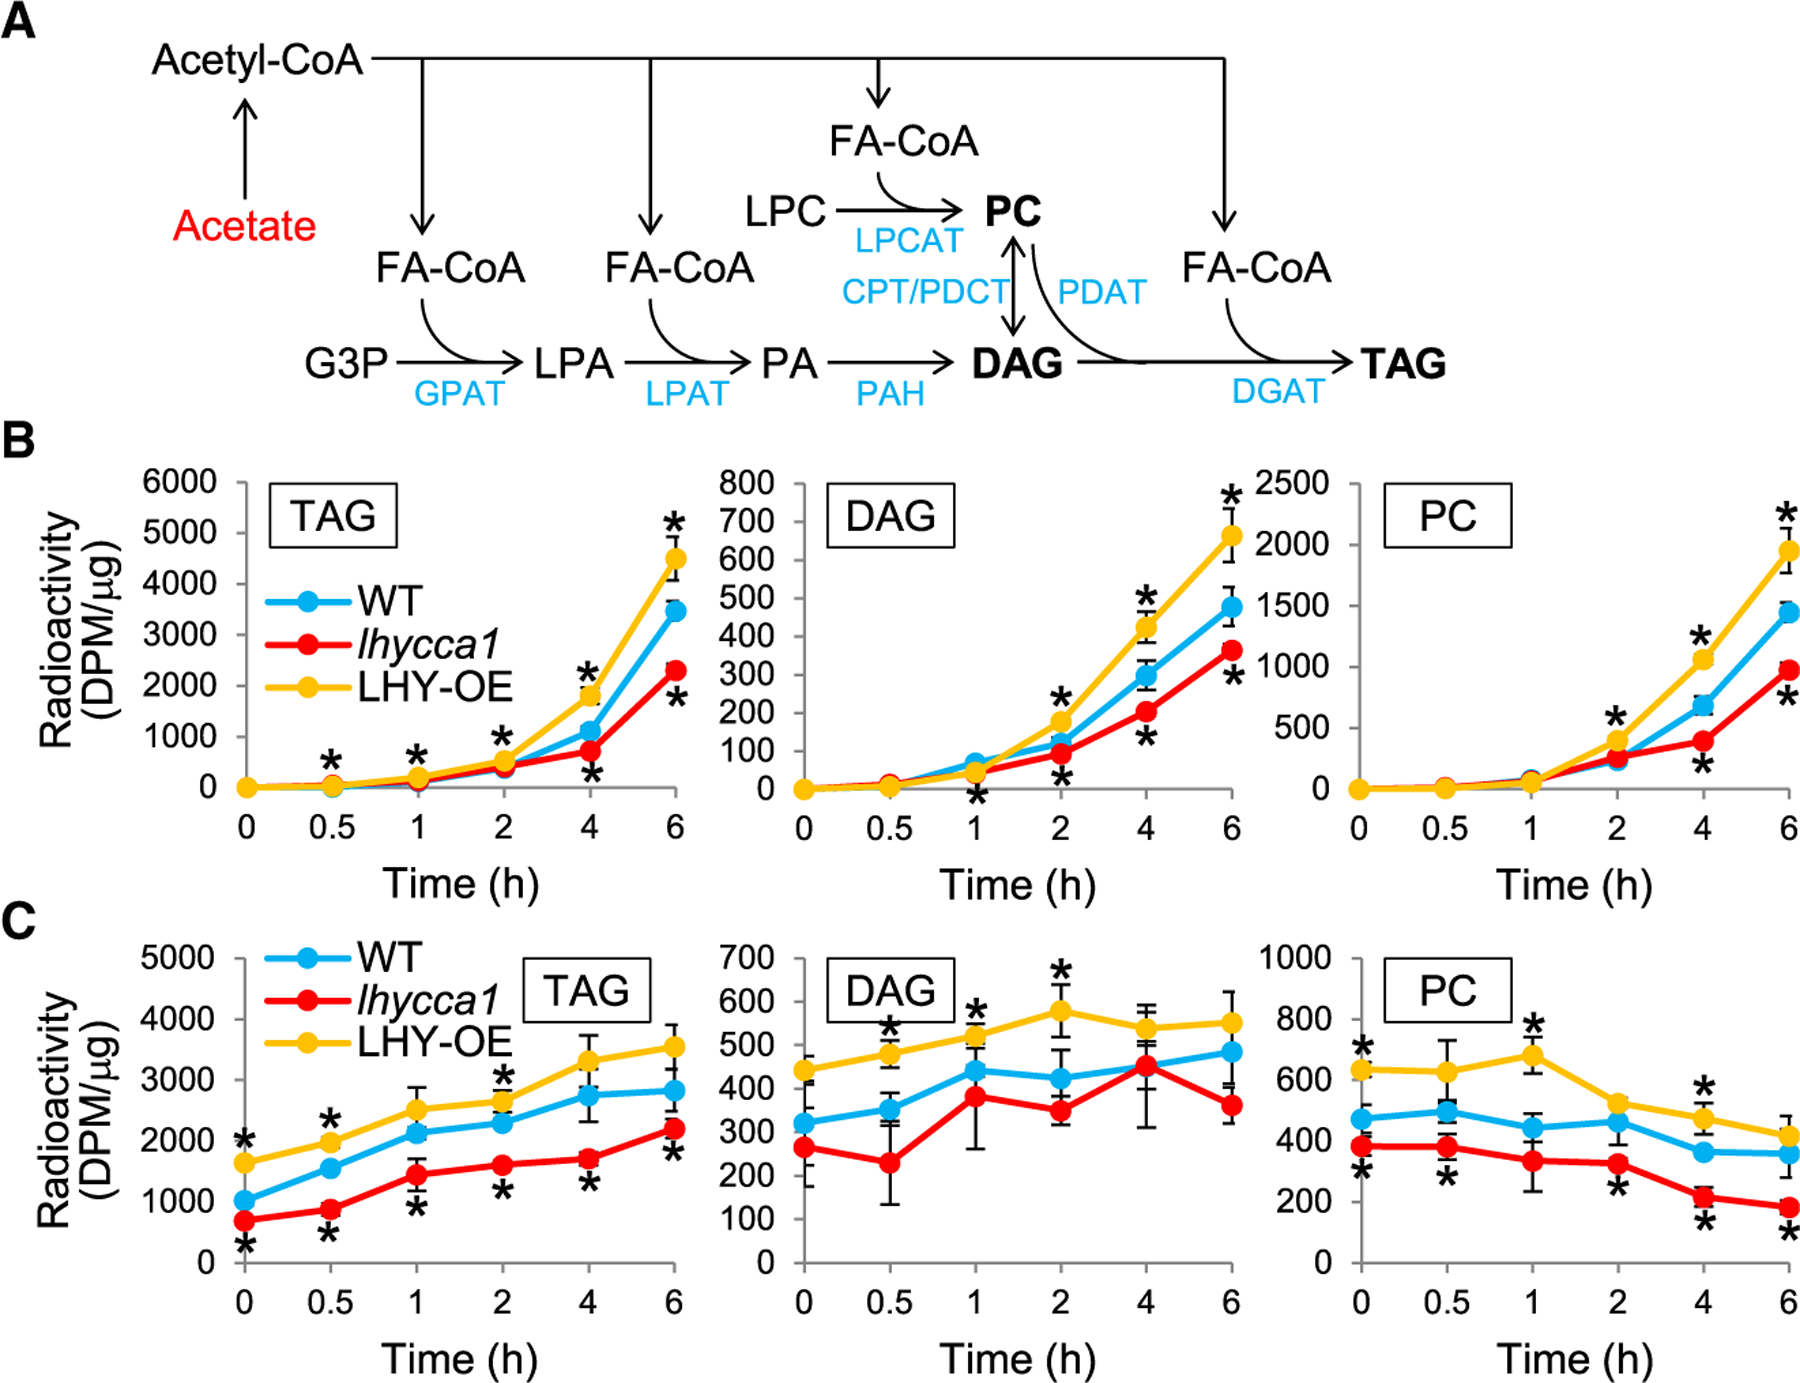 A
Acetyl-CoA
FA-CoA
LPC PC
Acetate
LPCAT
FA-CoA FA-CoA FA-CoA
CPT/PDCT PDAT
G3P LPA PA DAG TAG
GPAT LPAT PAH DGAT
B
Radioactivity
(DPM/µg)
6000
5000
4000
3000
2000
1000
0
TAG
WT
lhycca1
LHY-OE
* * * * * * *
0 0.5 1 2 4 6
Time (h)
800
700
600
500
400
300
200
100
0
DAG
* * * * * * *
0 0.5 1 2 4 6
Time (h)
2500
2000
1500
1000
500
0
PC
* * * * *
0 0.5 1 2 4 6
Time (h)
C
Radioactivity
(DPM/µg)
5000
4000
3000
2000
1000
0
WT
lhycca1
LHY-OE
TAG
* * * * * * * * *
0 0.5 1 2 4 6
Time (h)
700
600
500
400
300
200
100
0
DAG
* * *
0 0.5 1 2 4 6
Time (h)
1000
800
600
400
200
0
PC
* * * * * * * *
0 0.5 1 2 4 6
Time (h)